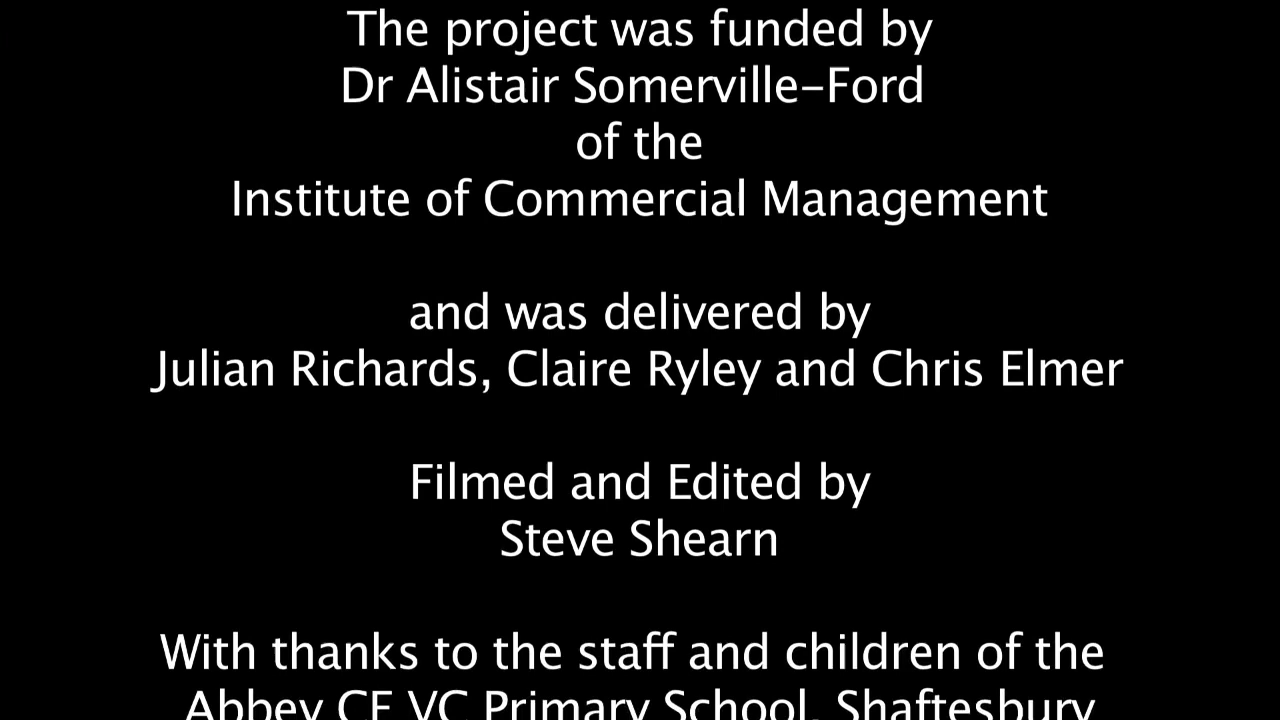 The project was funded by
Dr Alistair Somerville-Ford
of the
Institute of Commercial Management
and was delivered by
Julian Richards, Claire Ryley and Chris Elmer
Filmed and Edited by
Steve Shearn
With thanks to the staff and children of the
Abbey CE VC Primary School, Shaftesbury